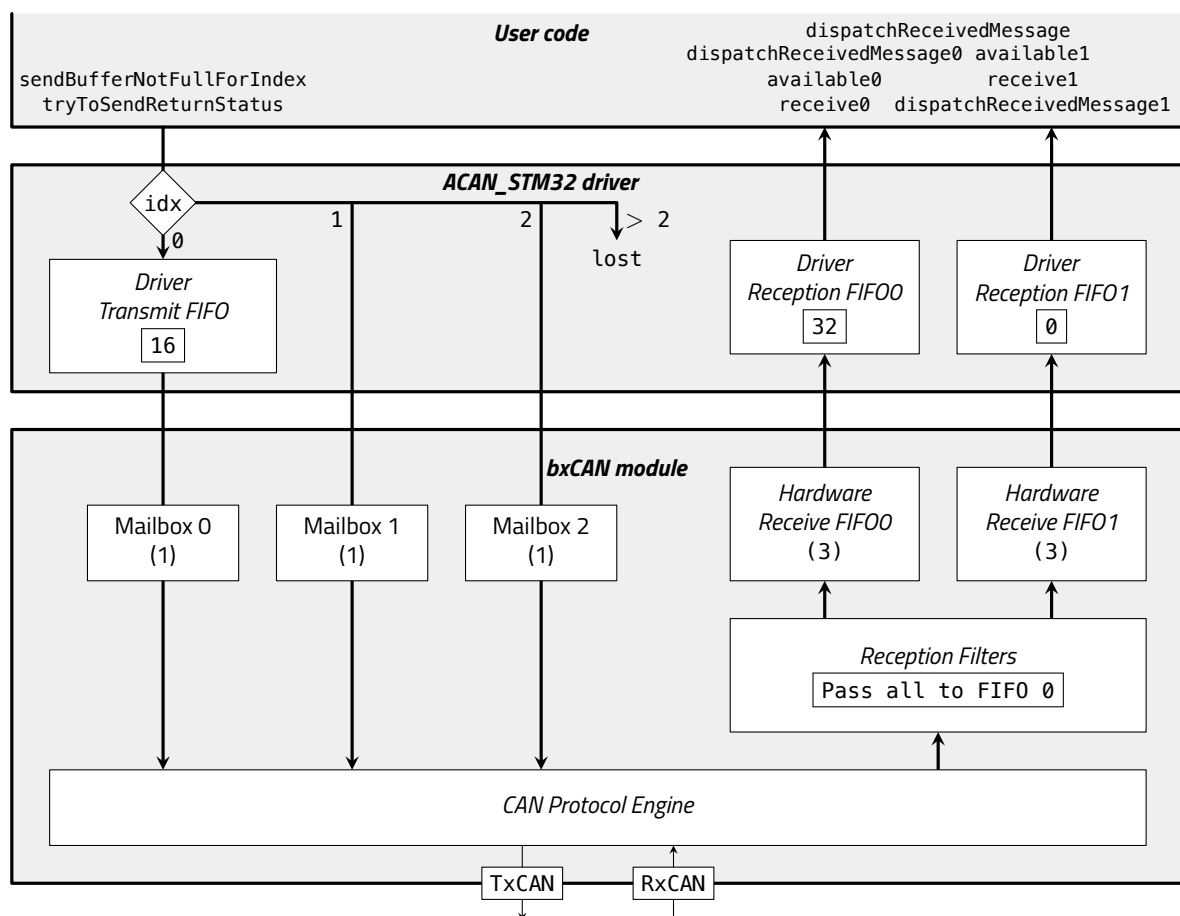 User code
sendBufferNotFullForIndex
tryToSendReturnStatus
dispatchReceivedMessage
dispatchReceivedMessage0 available1
available0 receive1
receive0 dispatchReceivedMessage1
ACAN_STM32 driver
idx
0
1
2
> 2
lost
Driver
Transmit FIFO
16
Driver
Reception FIFO0
32
Driver
Reception FIFO1
0
bxCAN module
Mailbox 0
(1)
Mailbox 1
(1)
Mailbox 2
(1)
Hardware
Receive FIFO0
(3)
Hardware
Receive FIFO1
(3)
Reception Filters
Pass all to FIFO 0
CAN Protocol Engine
TxCAN
RxCAN